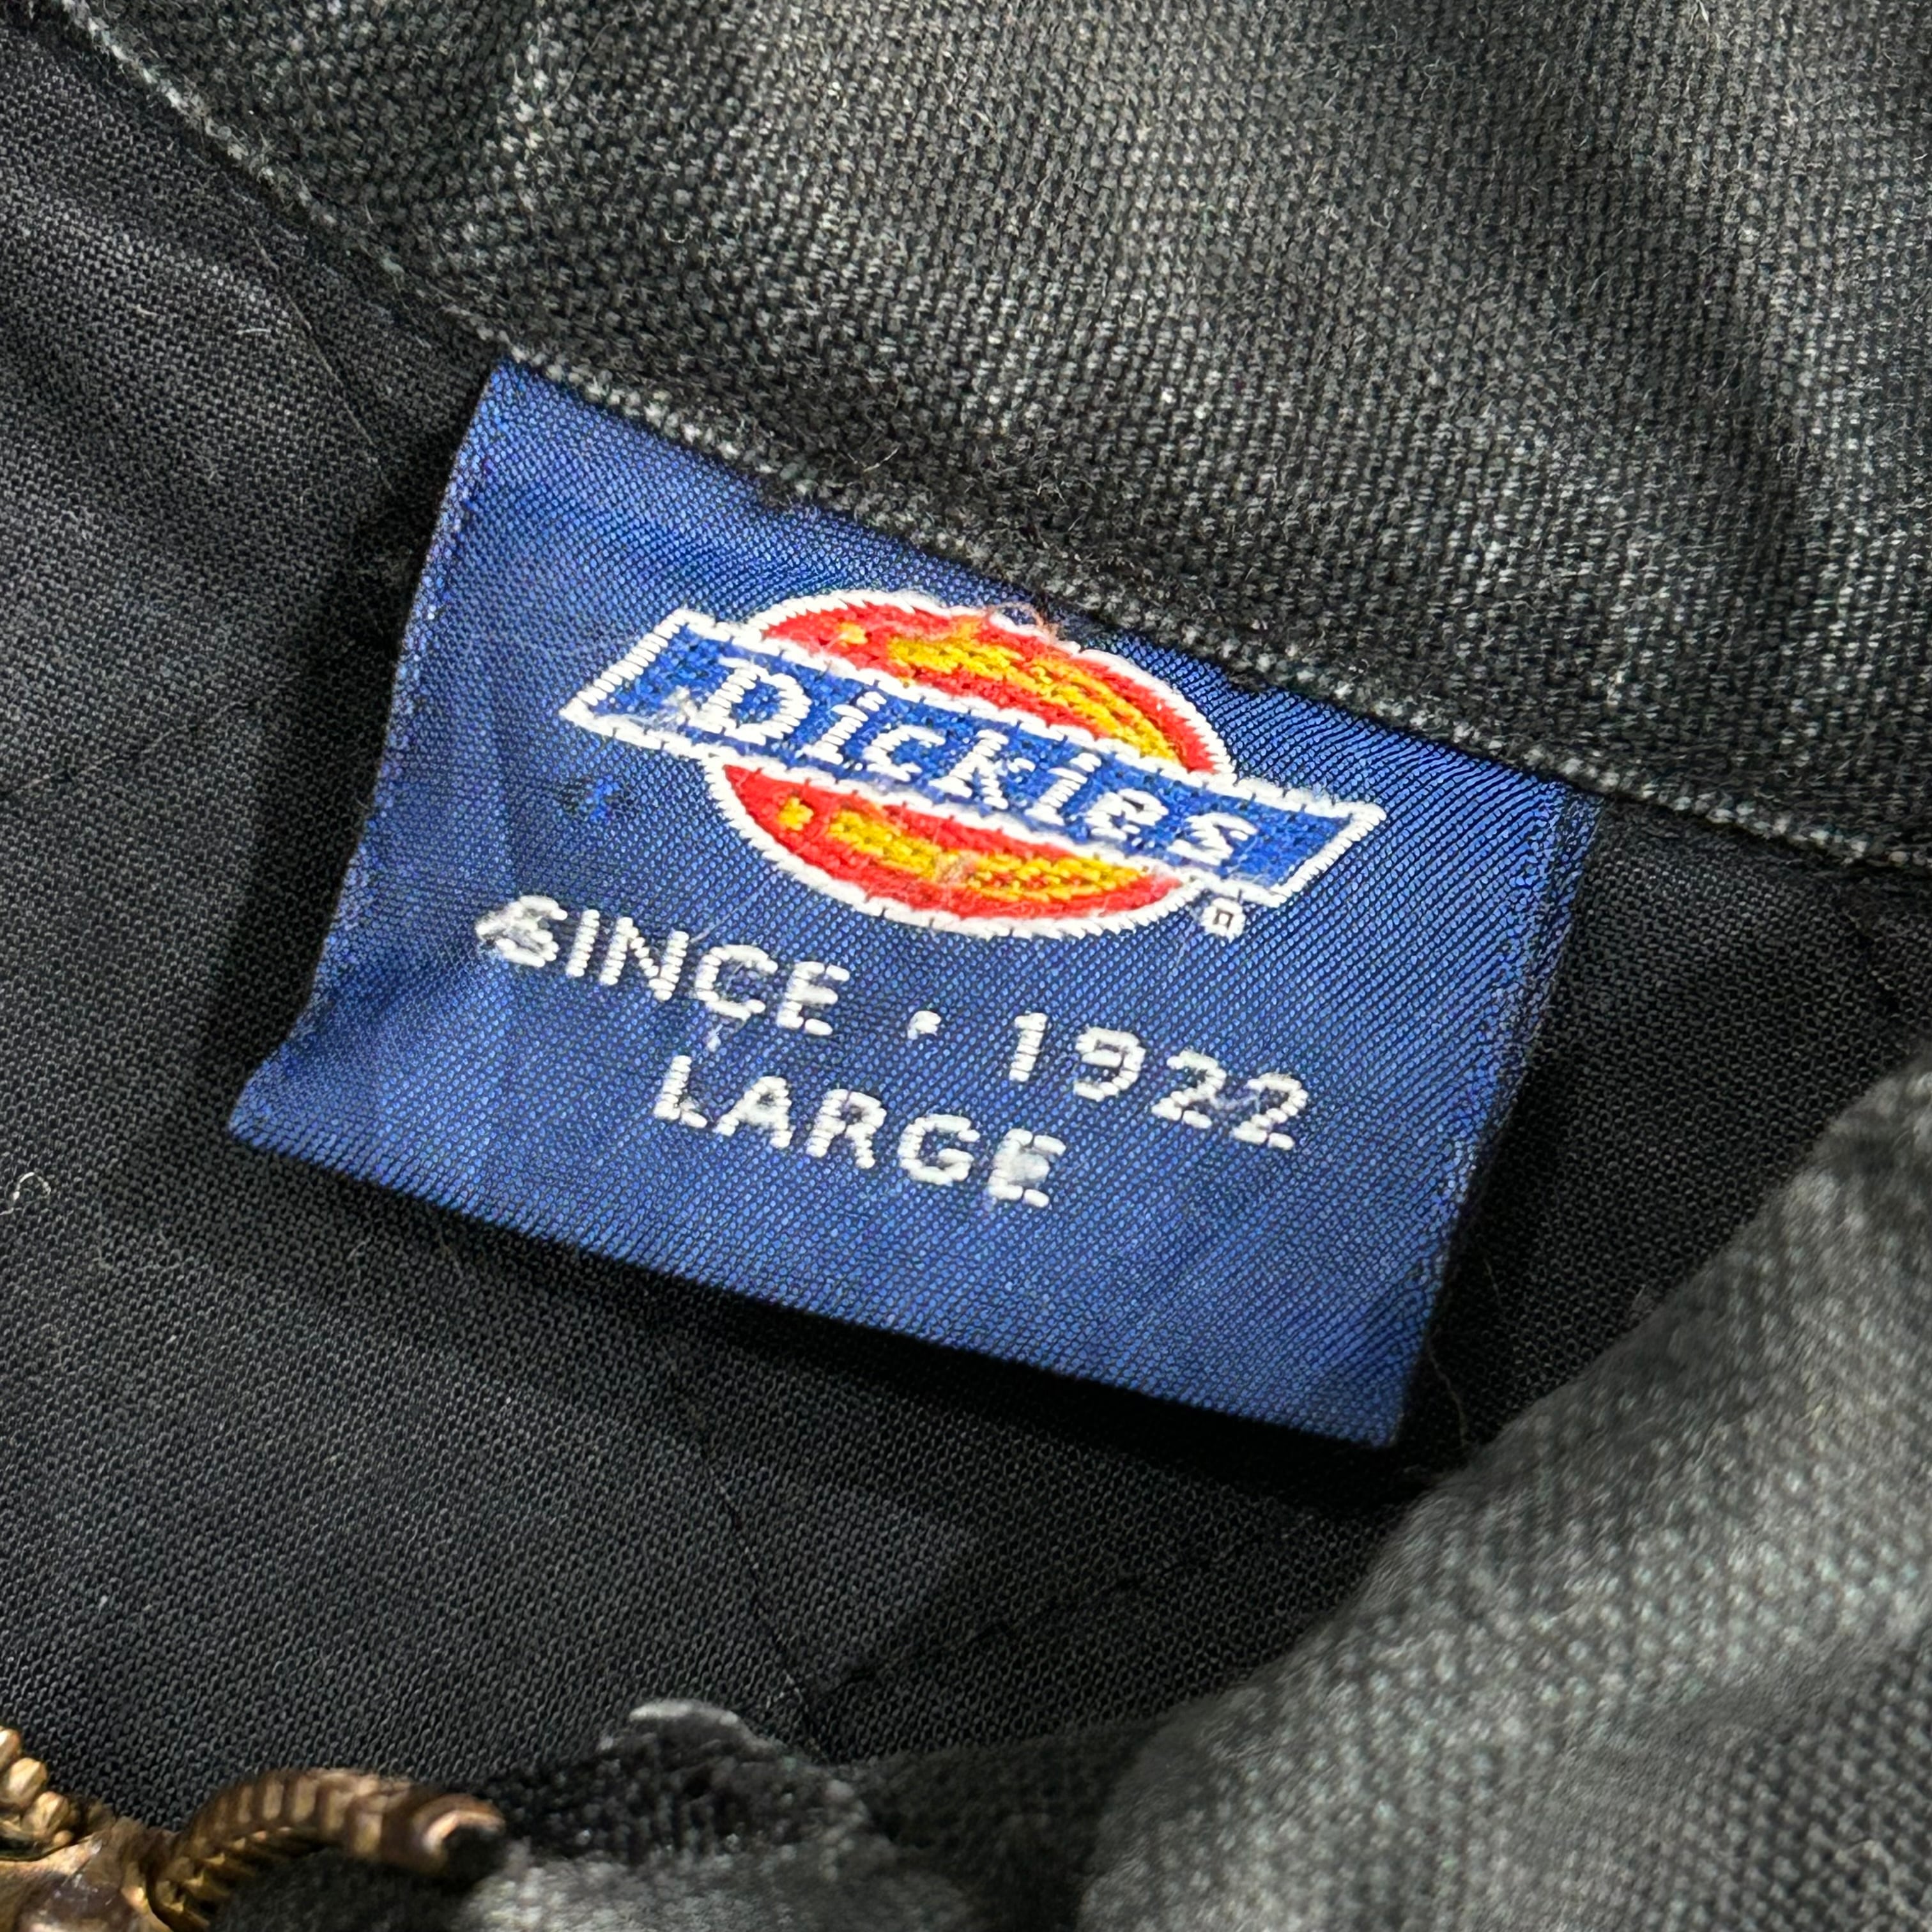 Dickies®
SINCE · 1922
LARGE